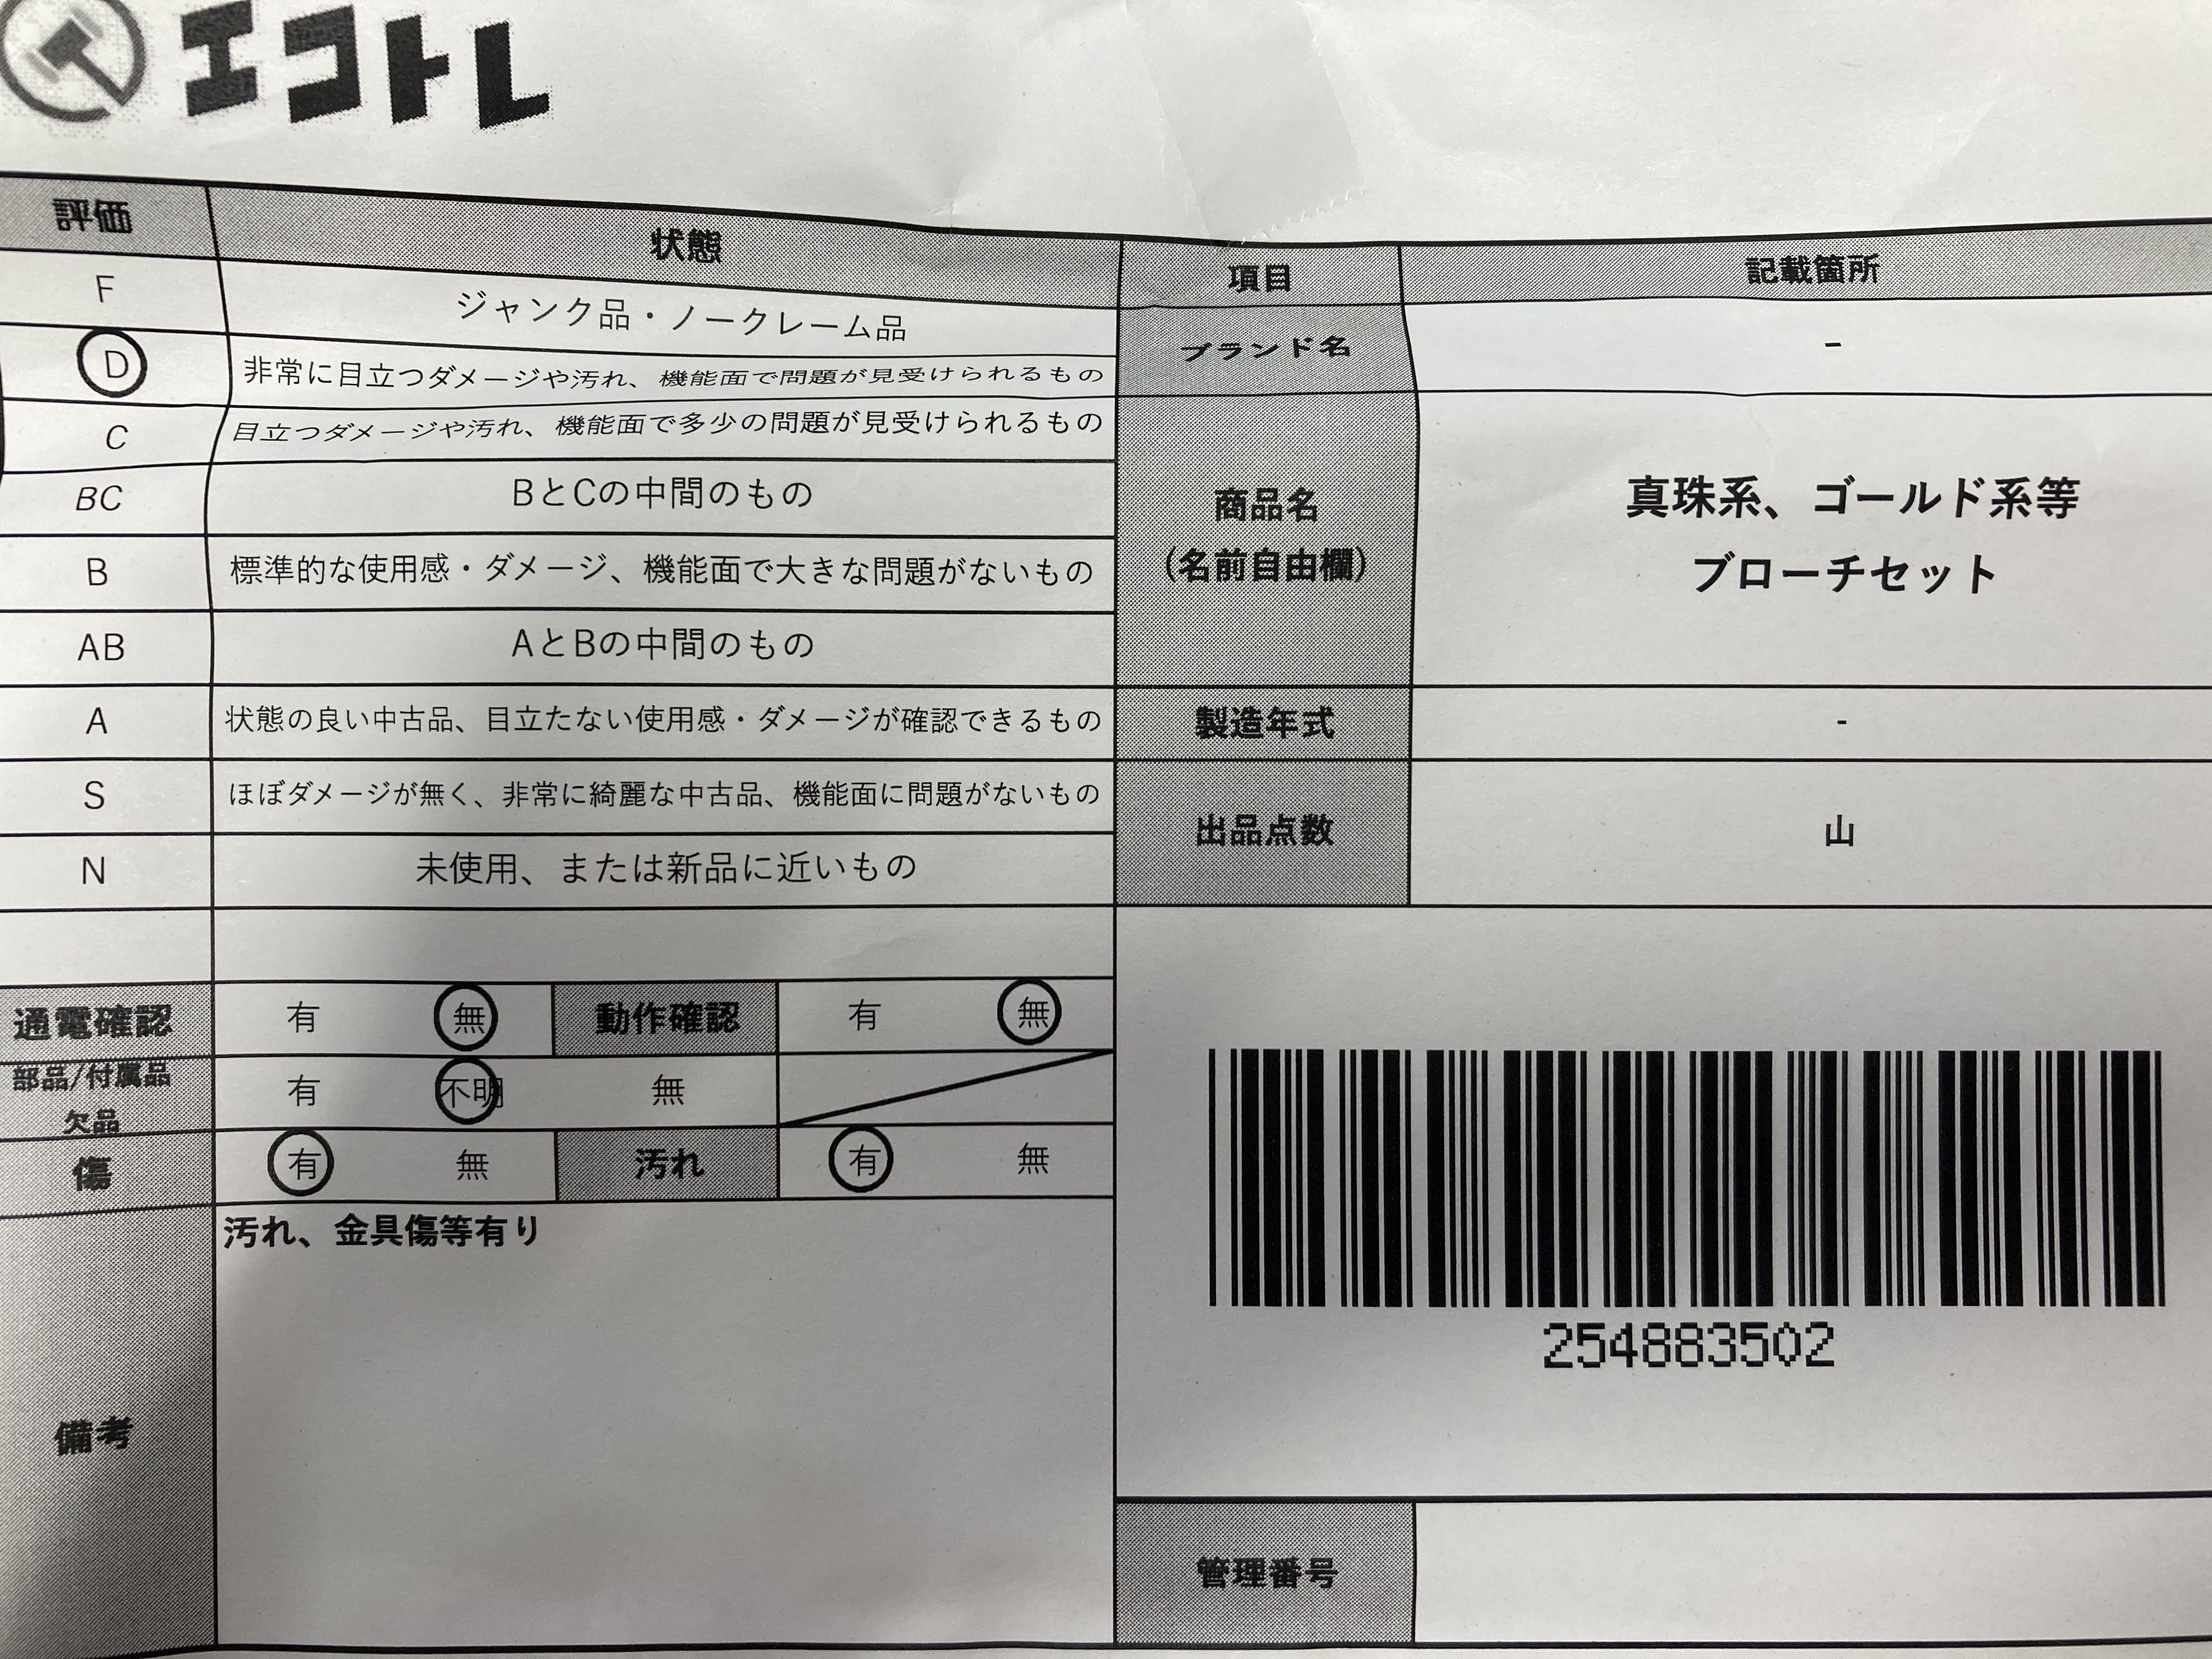 エコトレ
評価 状態
F ジャンク品・ノークレーム品
D 非常に目立つダメージや汚れ、機能面で問題が見受けられるもの
C 目立つダメージや汚れ、機能面で多少の問題が見受けられるもの
BC BとCの中間のもの
B 標準的な使用感・ダメージ、機能面で大きな問題がないもの
AB AとBの中間のもの
A 状態の良い中古品、目立たない使用感・ダメージが確認できるもの
S ほぼダメージが無く、非常に綺麗な中古品、機能面に問題がないもの
N 未使用、または新品に近いもの
通電確認 有 無 動作確認 有 無
部品/付属品
欠品
有 不明 無
傷 有 無 汚れ 有 無
備考
汚れ、金具傷等有り
項目 記載箇所
ブランド名 -
商品名
(名前自由欄)
真珠系、ゴールド系等
ブローチセット
製造年式 -
出品点数 山
254883502
管理番号